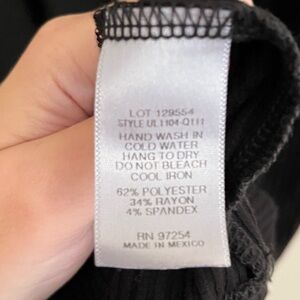 LOT 129554
STYLE UL1104-Q111
HAND WASH IN
COLD WATER
HANG TO DRY
DO NOT BLEACH
COOL IRON
62% POLYESTER
34% RAYON
4% SPANDEX
RN 97254
MADE IN MEXICO